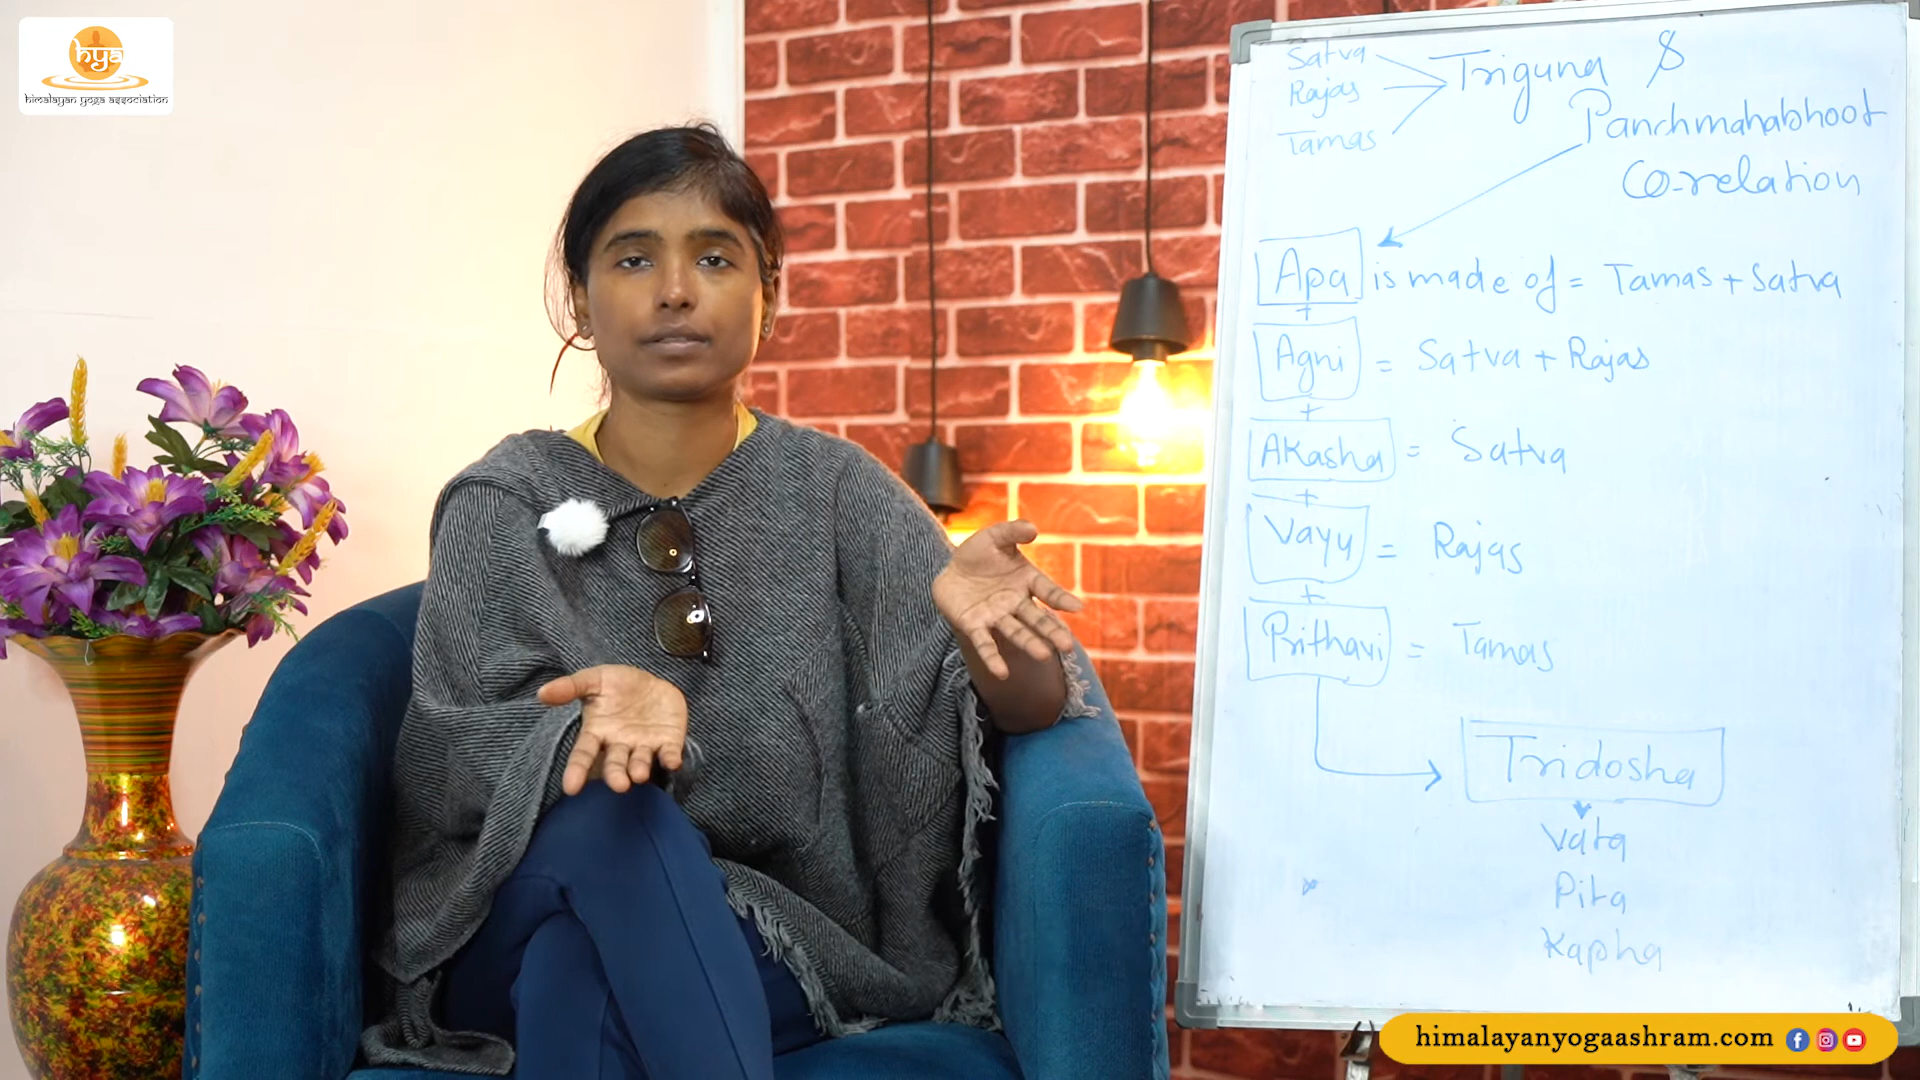 hya
himalayan yoga association
Satva
Rajas
Tamas
Triguna &
Panchmahabhoot
Co-relation
Apa is made of = Tamas + Satva
+
Agni = Satva + Rajas
+
AKasha = Satva
+
Vayu = Rajas
+
Prithavi = Tamas
Tridosha
Vata
Pita
Kapha
himalayanyogaashram.com